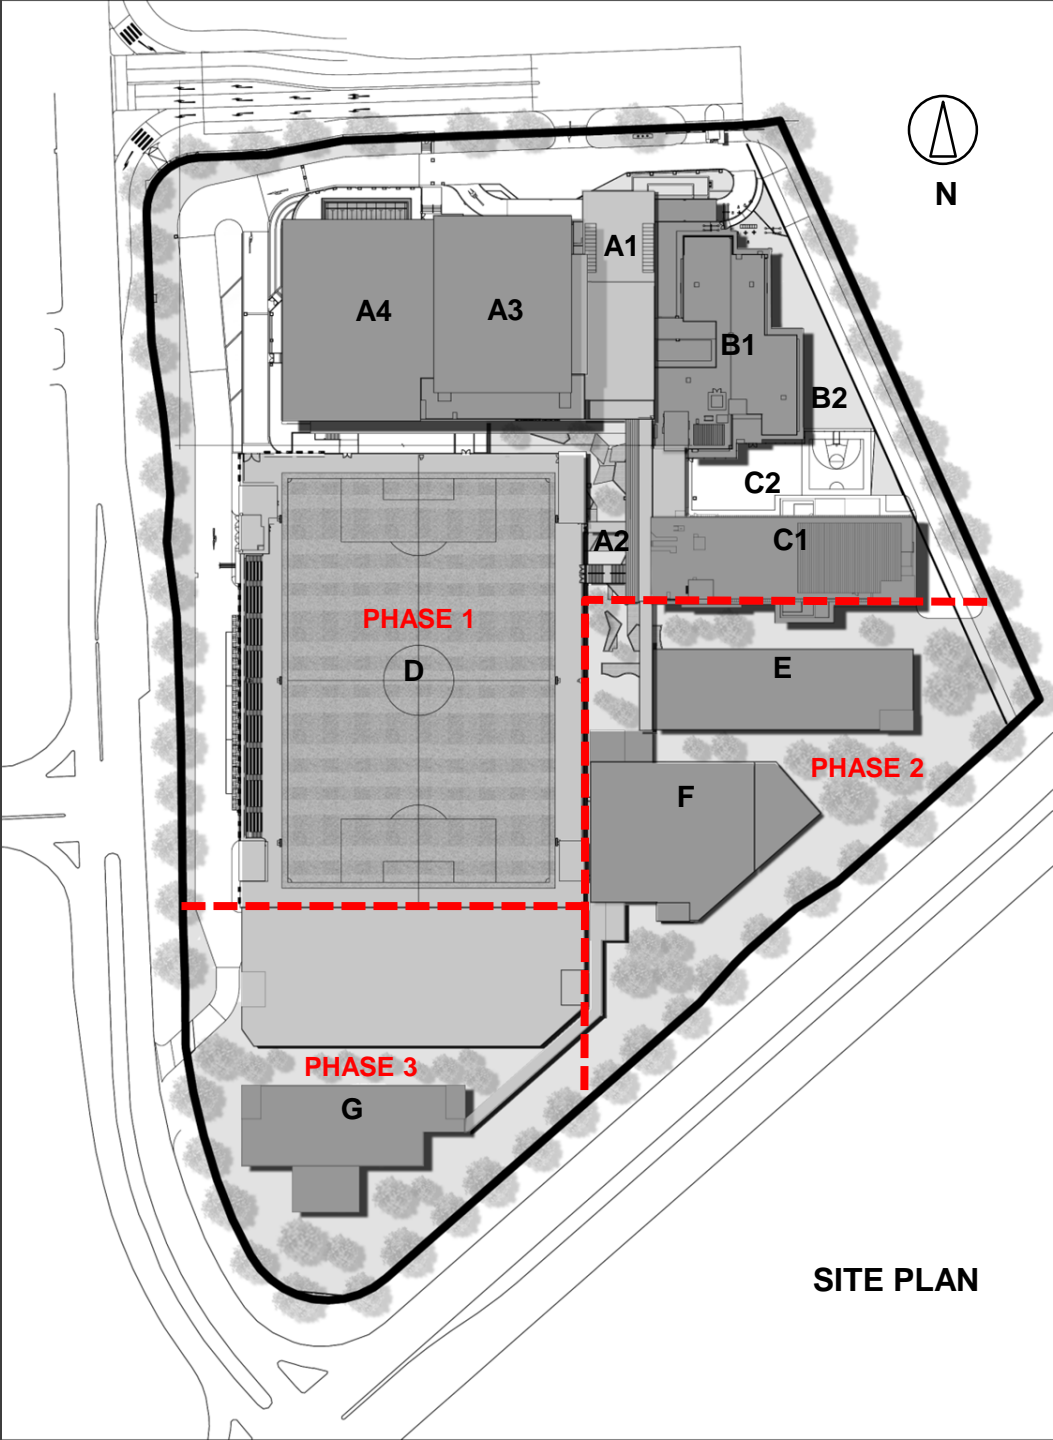 N
A1
A4
A3
B1
B2
C2
A2
C1
PHASE 1
D
E
PHASE 2
F
PHASE 3
G
SITE PLAN